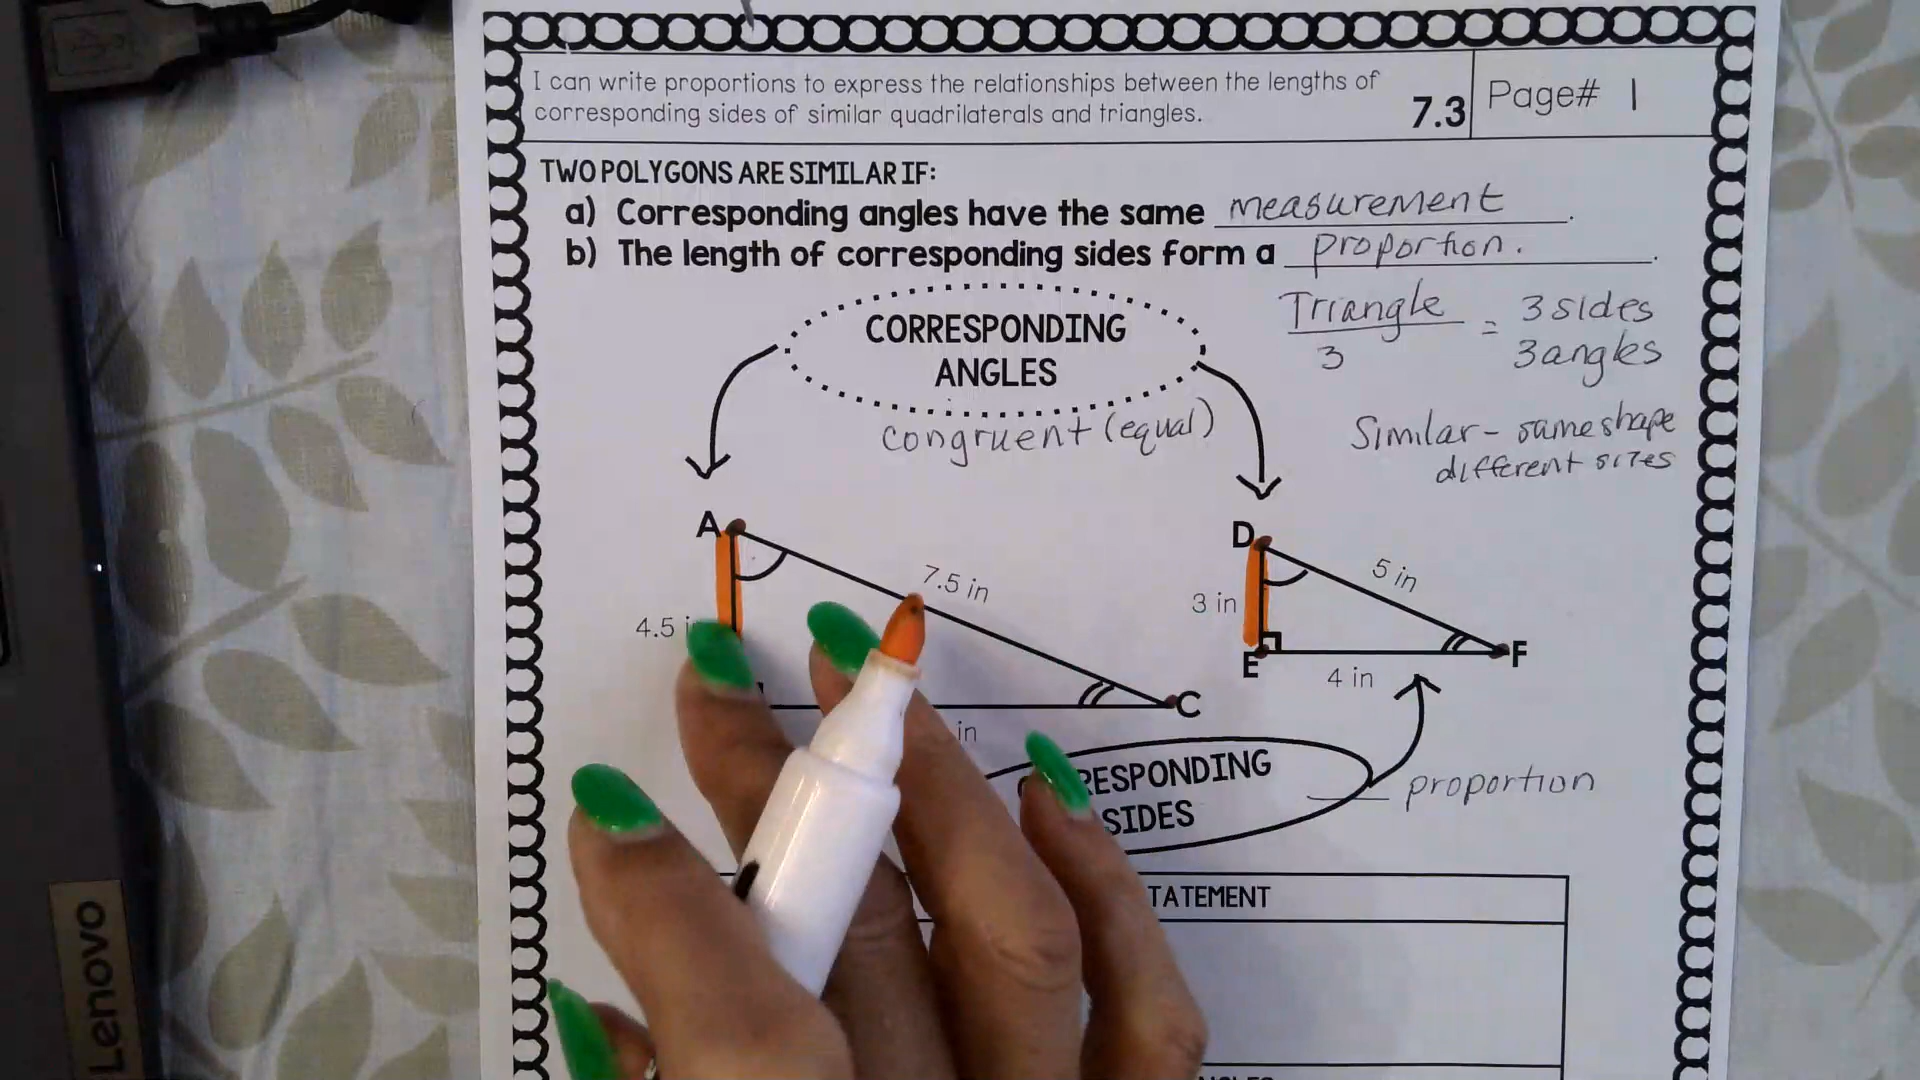 I can write proportions to express the relationships between the lengths of
corresponding sides of similar quadrilaterals and triangles.
7.3
Page# 1
TWO POLYGONS ARE SIMILAR IF:
a) Corresponding angles have the same measurement.
b) The length of corresponding sides form a proportion.
Triangle = 3 sides
3 3 angles
CORRESPONDING
ANGLES
congruent (equal)
Similar - same shape
different sizes
A
D
7.5 in
5 in
4.5
3 in
E
F
4 in
C
in
SIDES
proportion
Lenovo